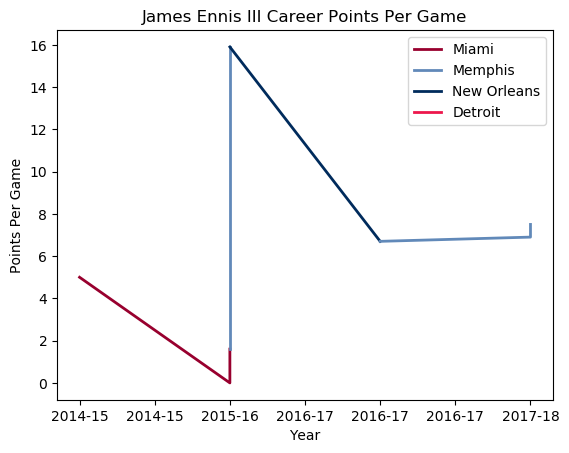 James Ennis III Career Points Per Game
16
14
12
10
8
6
4
2
0
Points Per Game
Miami
Memphis
New Orleans
Detroit
2014-15 2014-15 2015-16 2016-17 2016-17 2016-17 2017-18
Year